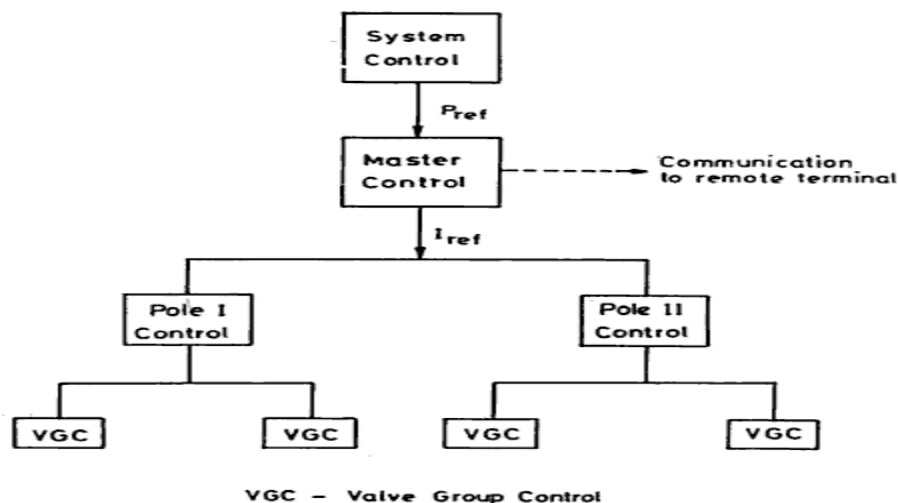 System
Control
Pref
Master
Control
Communication
to remote terminal
Iref
Pole I
Control
Pole II
Control
VGC
VGC
VGC
VGC
VGC - Valve Group Control